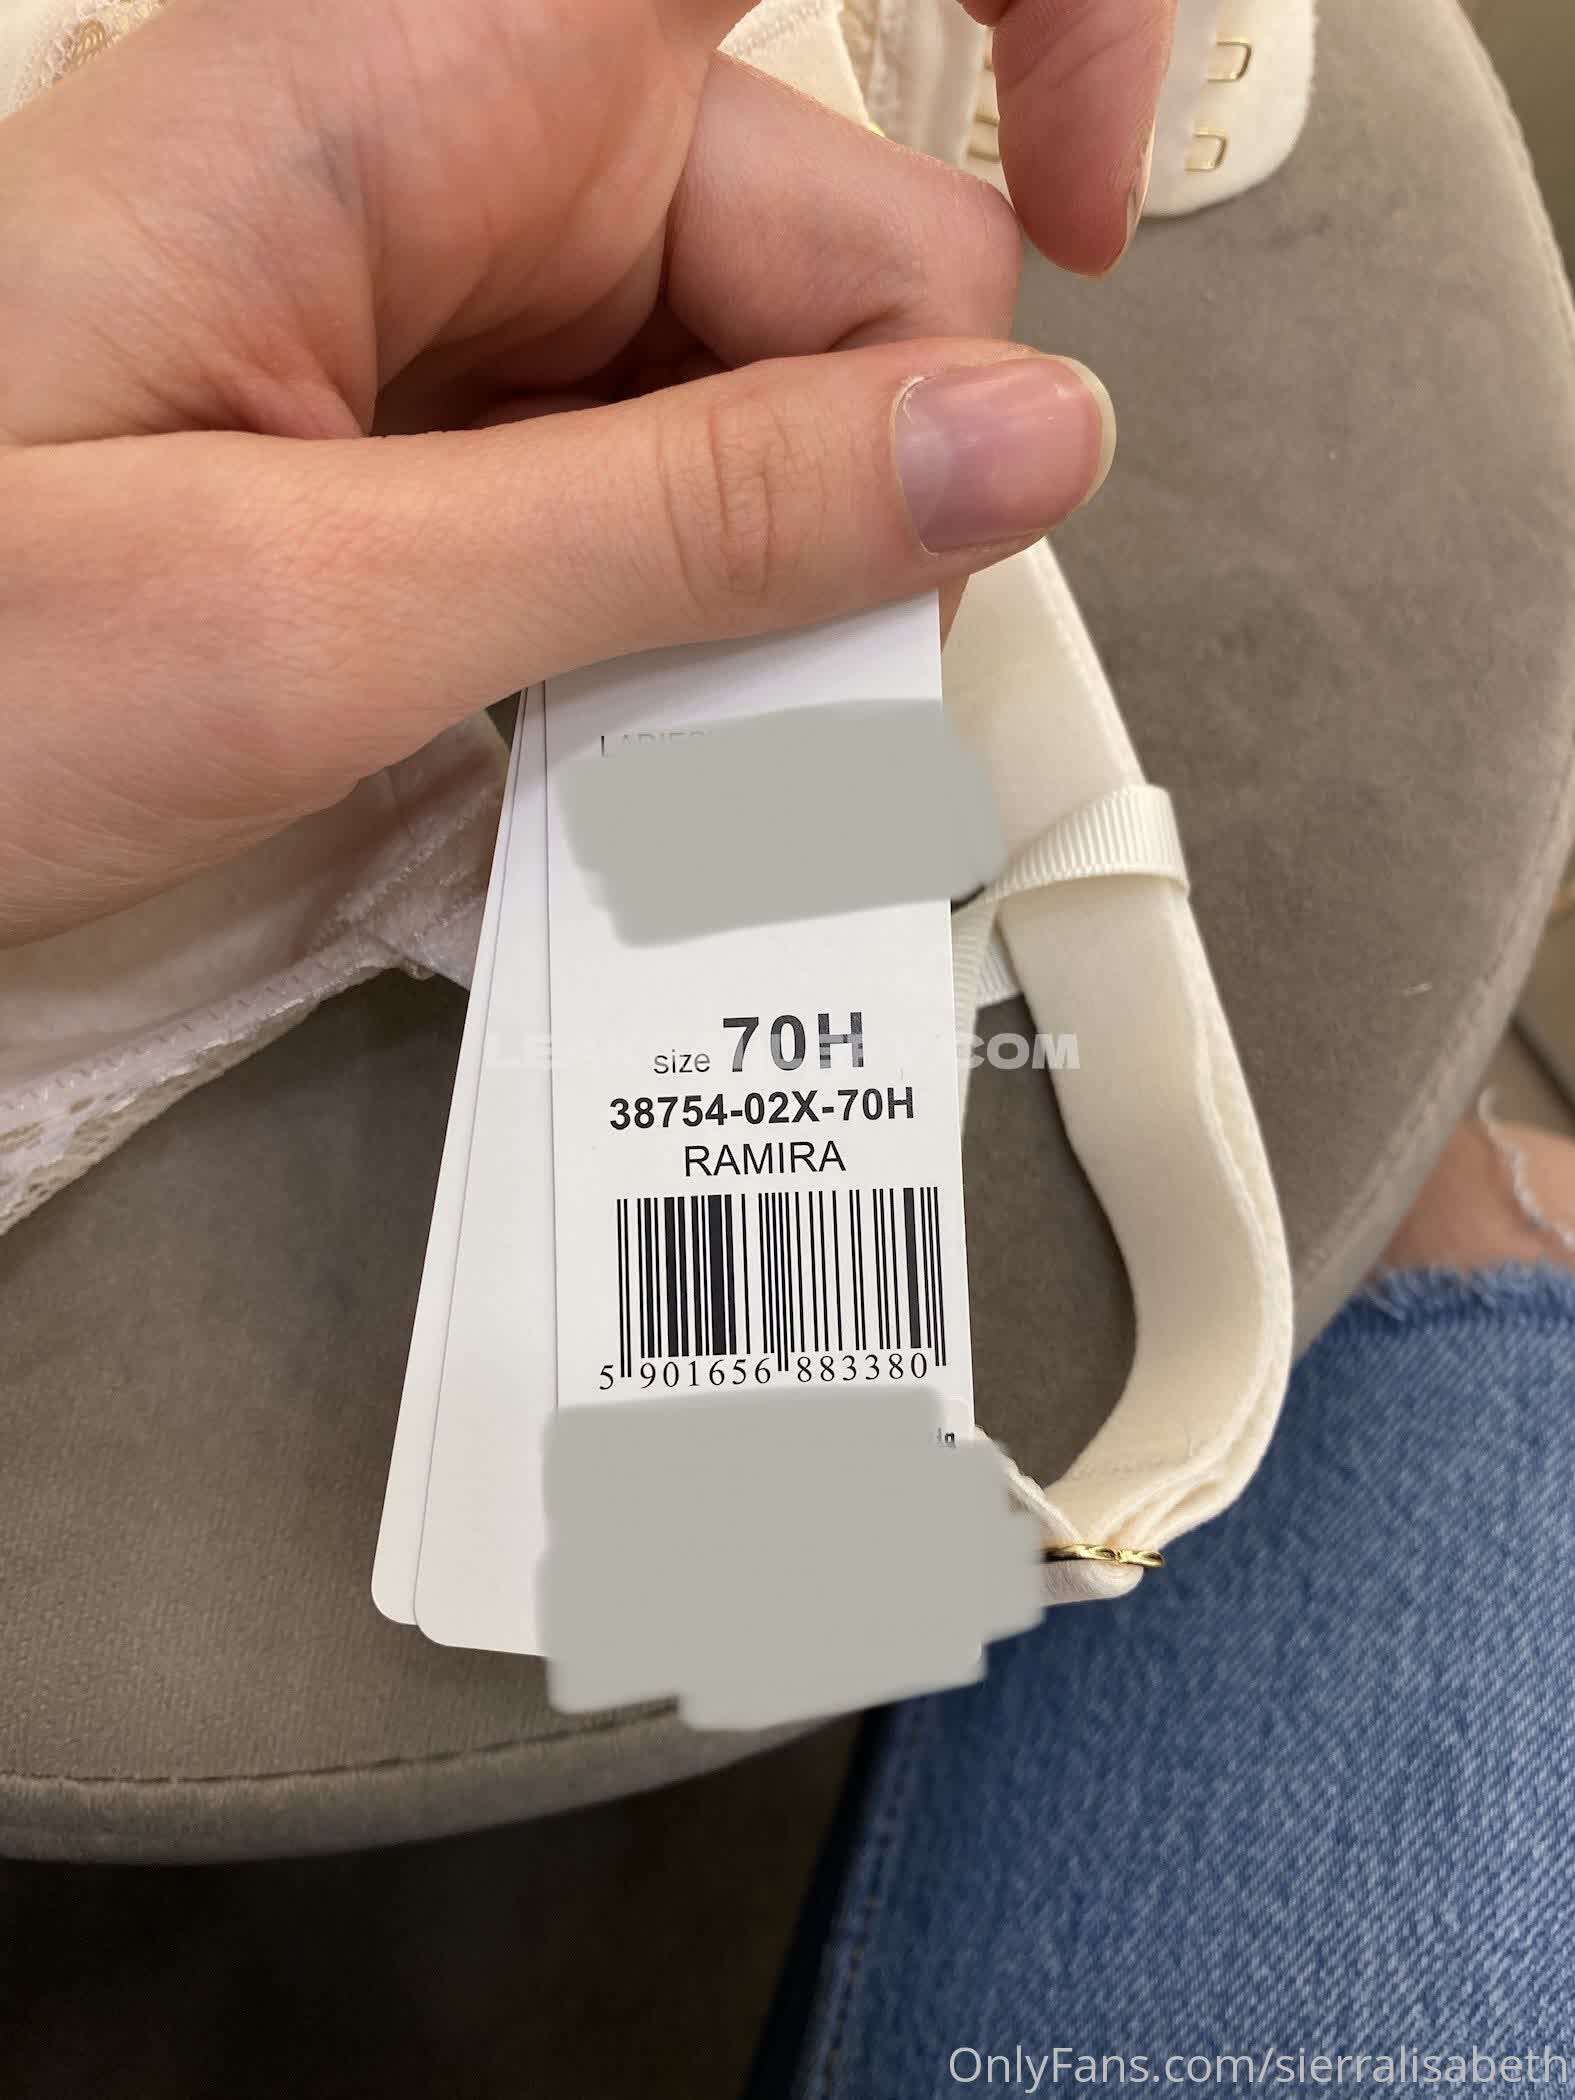 size 70H
38754-02X-70H
RAMIRA
5 901656 883380
OnlyFans.com/sierralisabeth